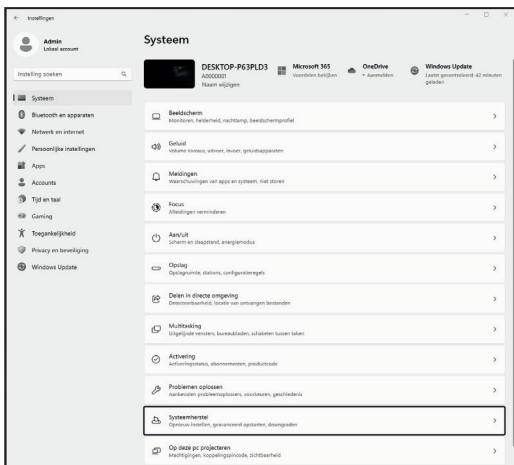 Instellingen
Admin
Lokaal account
Instelling zoeken
Systeem
Bluetooth en apparaten
Netwerk en internet
Persoonlijke instellingen
Apps
Accounts
Tijd en taal
Gaming
Toegankelijkheid
Privacy en beveiliging
Windows Update
Systeem
DESKTOP-P63PLD3
A0000001
Naam wijzigen
Microsoft 365
Voordelen bekijken
OneDrive
• Aanmelden
Windows Update
Laatst gecontroleerd: 42 minuten
geleden
Beeldscherm
Monitoren, helderheid, nachtlamp, beeldschermprofiel
Geluid
Volume niveaus, uitvoer, invoer, geluidsapparaten
Meldingen
Waarschuwingen van apps en systeem, niet storen
Focus
Afleidingen verminderen
Aan/uit
Scherm en slaapstand, energiemodus
Opslag
Opslagruimte, stations, configuratieregels
Delen in directe omgeving
Detecteerbaarheid, locatie van ontvangen bestanden
Multitasking
Uitgelijnde vensters, bureaubladen, schakelen tussen taken
Activering
Activeringsstatus, abonnementen, productcode
Problemen oplossen
Aanbevolen probleemoplossers, voorkeuren, geschiedenis
Systeemherstel
Opnieuw instellen, geavanceerd opstarten, downgraden
Op deze pc projecteren
Machtigingen, koppelingspincode, zichtbaarheid